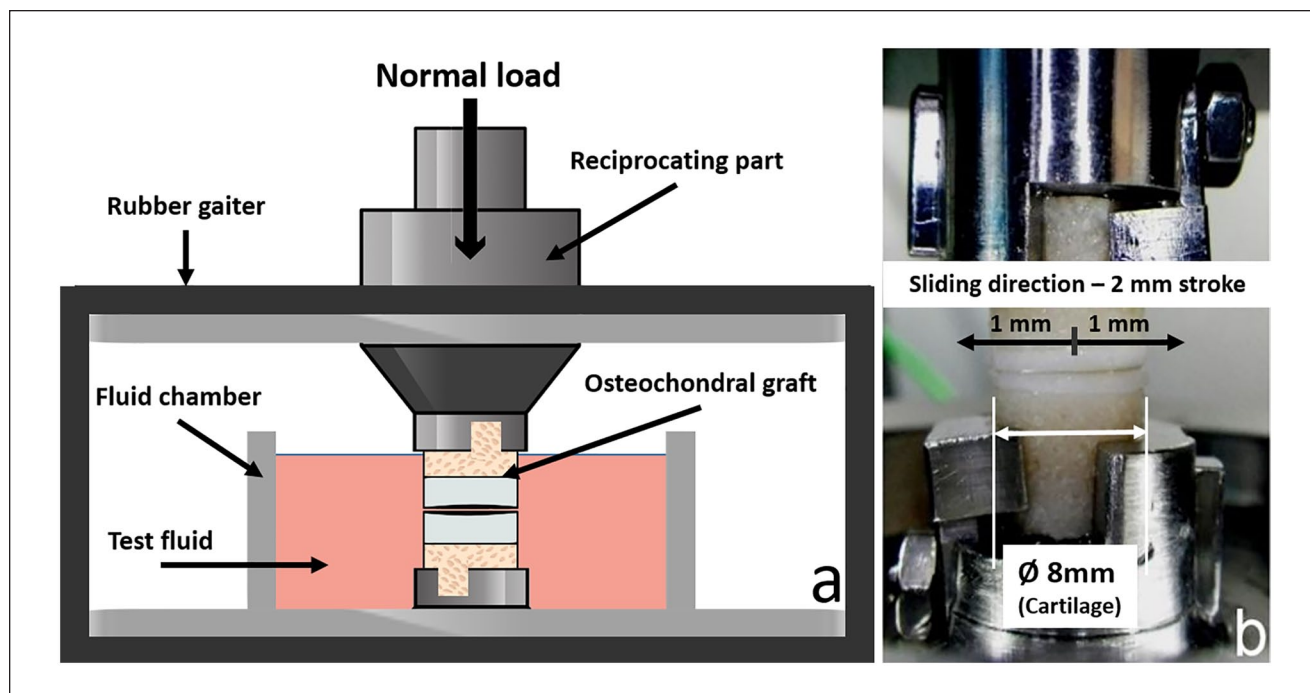 Normal load
Reciprocating part
Rubber gaiter
Fluid chamber
Osteochondral graft
Test fluid
a
Sliding direction – 2 mm stroke
1 mm 1 mm
Ø 8mm
(Cartilage)
b